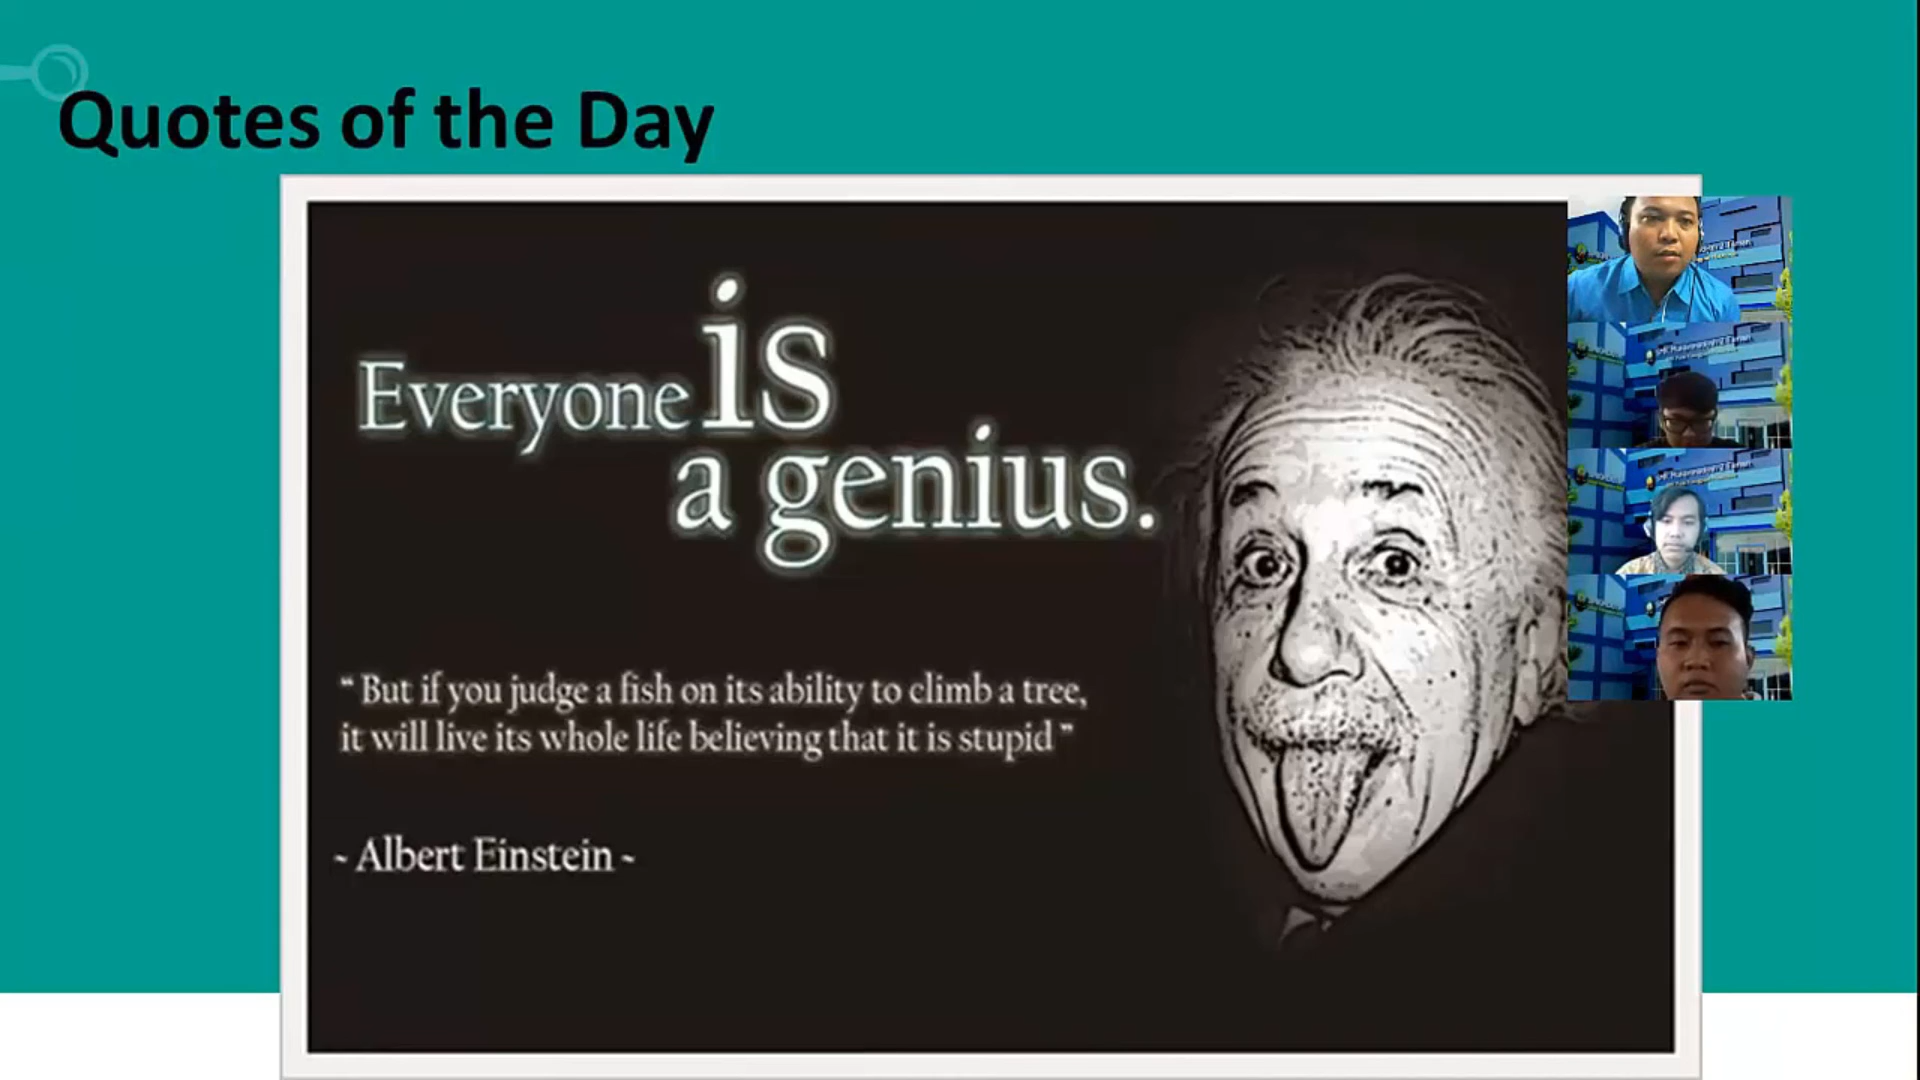 Quotes of the Day
Everyone is
a genius.
“ But if you judge a fish on its ability to climb a tree,
it will live its whole life believing that it is stupid ”
~ Albert Einstein ~